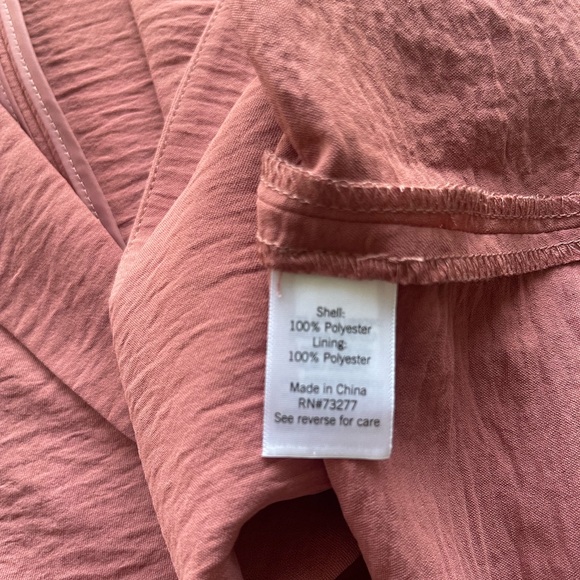 Shell:
100% Polyester
Lining:
100% Polyester
Made in China
RN#73277
See reverse for care